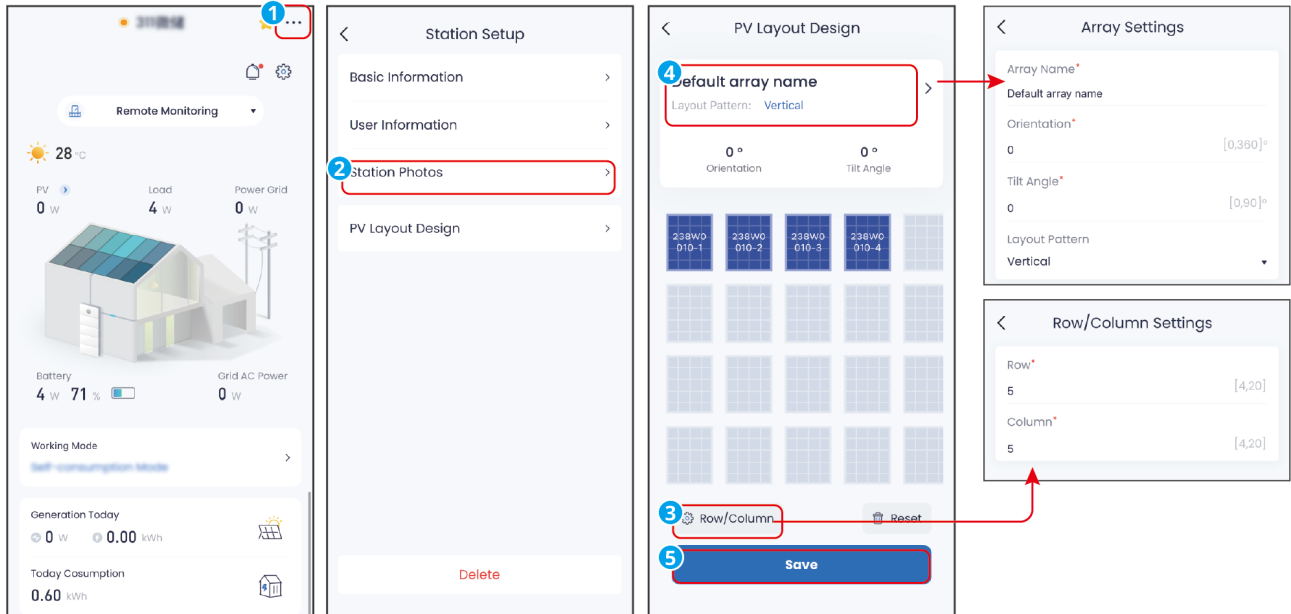 1
...
Remote Monitoring
28 °C
PV
Load
Power Grid
0 W
4 W
0 W
Battery
Grid AC Power
4 W 71 %
0 W
Working Mode
Self-consumption Mode
Generation Today
0 W 0.00 kWh
Today Cosumption
0.60 kWh
Station Setup
Basic Information
User Information
2
Station Photos
PV Layout Design
Delete
PV Layout Design
4
Default array name
Layout Pattern: Vertical
0 °
0 °
Orientation
Tilt Angle
238W0
010-1
238W0
010-2
238W0
010-3
238W0
010-4
3
Row/Column
Reset
5
Save
Array Settings
Array Name*
Default array name
Orientation*
0 [0,360]°
Tilt Angle*
0 [0,90]°
Layout Pattern
Vertical
Row/Column Settings
Row*
5 [4,20]
Column*
5 [4,20]